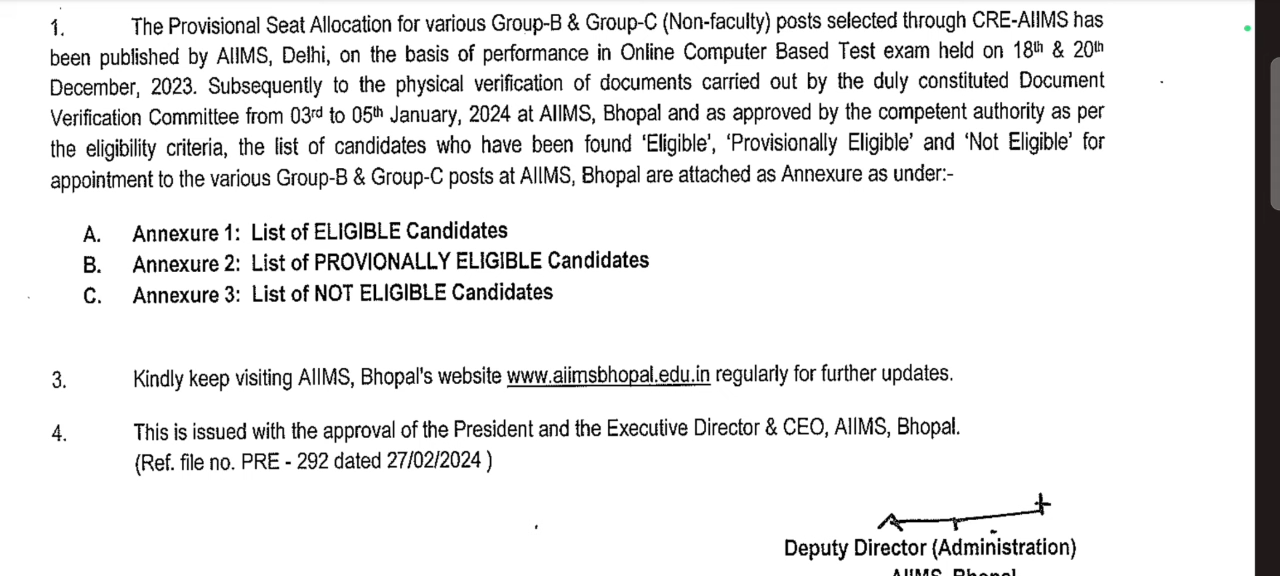 1. The Provisional Seat Allocation for various Group-B & Group-C (Non-faculty) posts selected through CRE-AIIMS has
been published by AIIMS, Delhi, on the basis of performance in Online Computer Based Test exam held on 18th & 20th
December, 2023. Subsequently to the physical verification of documents carried out by the duly constituted Document
Verification Committee from 03rd to 05th January, 2024 at AIIMS, Bhopal and as approved by the competent authority as per
the eligibility criteria, the list of candidates who have been found 'Eligible', 'Provisionally Eligible' and 'Not Eligible' for
appointment to the various Group-B & Group-C posts at AIIMS, Bhopal are attached as Annexure as under:-
A. Annexure 1: List of ELIGIBLE Candidates
B. Annexure 2: List of PROVIONALLY ELIGIBLE Candidates
C. Annexure 3: List of NOT ELIGIBLE Candidates
3. Kindly keep visiting AIIMS, Bhopal's website www.aiimsbhopal.edu.in regularly for further updates.
4. This is issued with the approval of the President and the Executive Director & CEO, AIIMS, Bhopal.
(Ref. file no. PRE - 292 dated 27/02/2024 )
Deputy Director (Administration)
AIIMS, Bhopal